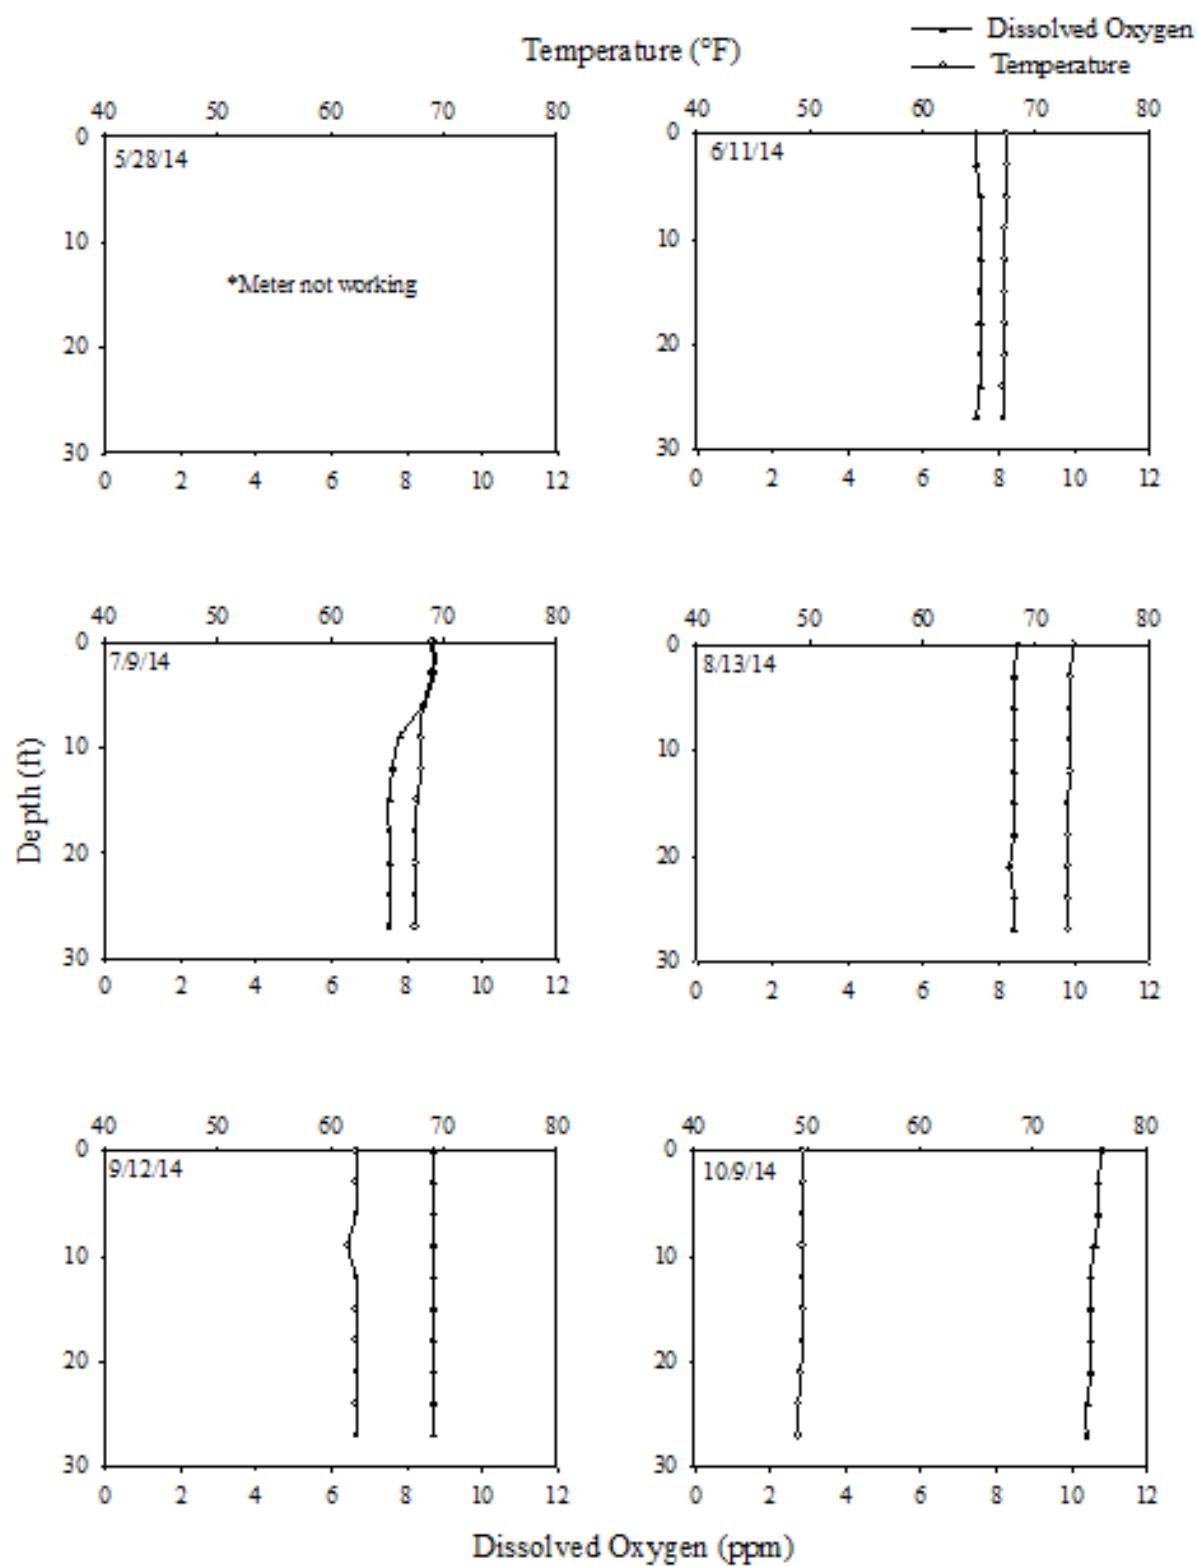 Dissolved Oxygen
Temperature (°F)
Temperature
40 50 60 70 80
40 50 60 70 80
0
5/28/14
10
*Meter not working
20
30
0 2 4 6 8 10 12
0
6/11/14
10
20
30
0 2 4 6 8 10 12
40 50 60 70 80
40 50 60 70 80
Depth (ft)
0
7/9/14
10
20
30
0 2 4 6 8 10 12
0
8/13/14
10
20
30
0 2 4 6 8 10 12
40 50 60 70 80
40 50 60 70 80
0
9/12/14
10
20
30
0 2 4 6 8 10 12
0
10/9/14
10
20
30
0 2 4 6 8 10 12
Dissolved Oxygen (ppm)